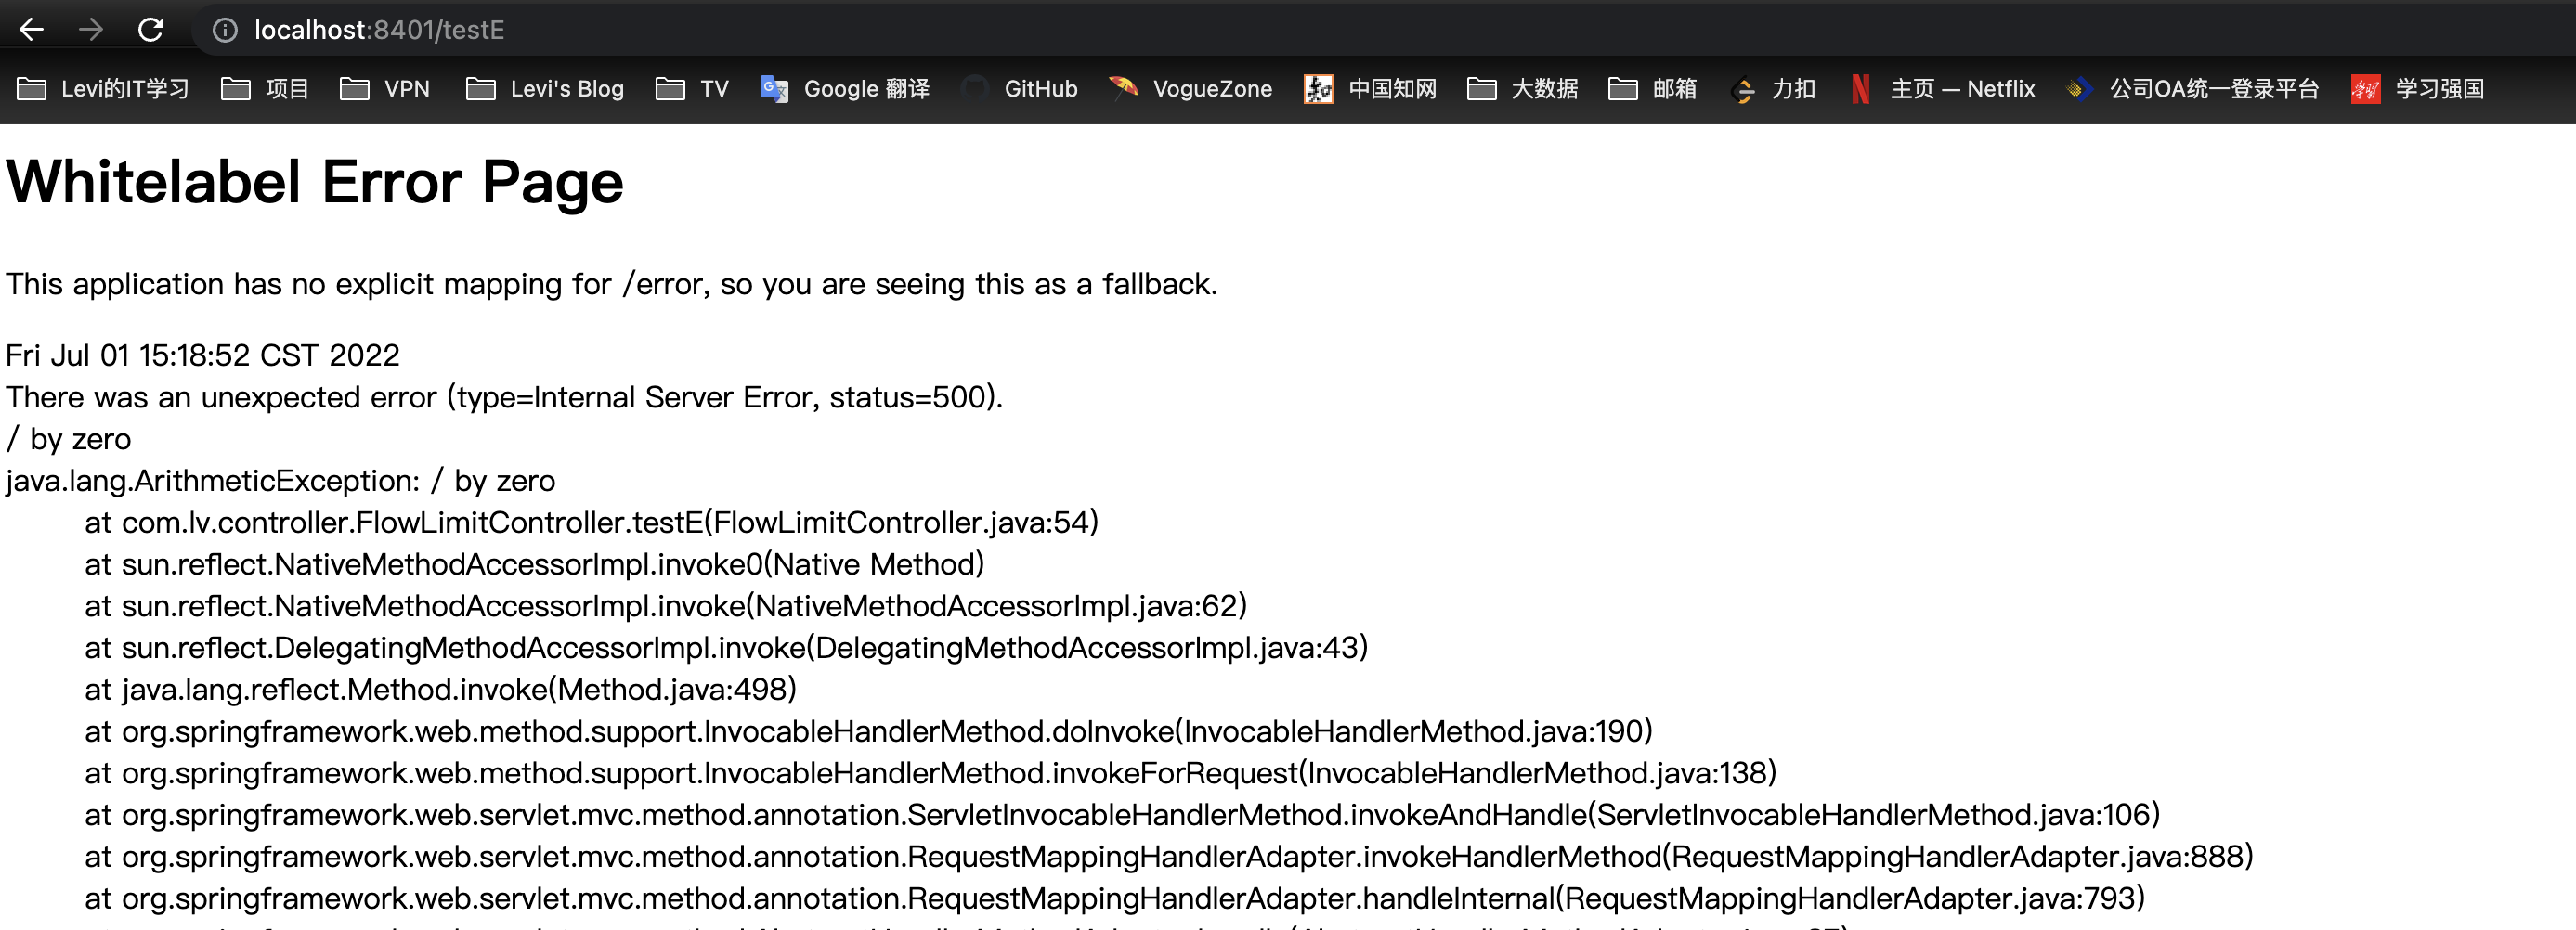 localhost:8401/testE
Levi的IT学习 项目 VPN Levi's Blog TV Google 翻译 GitHub VogueZone 中国知网 大数据 邮箱 力扣 主页 — Netflix 公司OA统一登录平台 学习强国
Whitelabel Error Page
This application has no explicit mapping for /error, so you are seeing this as a fallback.
Fri Jul 01 15:18:52 CST 2022
There was an unexpected error (type=Internal Server Error, status=500).
/ by zero
java.lang.ArithmeticException: / by zero
at com.lv.controller.FlowLimitController.testE(FlowLimitController.java:54)
at sun.reflect.NativeMethodAccessorImpl.invoke0(Native Method)
at sun.reflect.NativeMethodAccessorImpl.invoke(NativeMethodAccessorImpl.java:62)
at sun.reflect.DelegatingMethodAccessorImpl.invoke(DelegatingMethodAccessorImpl.java:43)
at java.lang.reflect.Method.invoke(Method.java:498)
at org.springframework.web.method.support.InvocableHandlerMethod.doInvoke(InvocableHandlerMethod.java:190)
at org.springframework.web.method.support.InvocableHandlerMethod.invokeForRequest(InvocableHandlerMethod.java:138)
at org.springframework.web.servlet.mvc.method.annotation.ServletInvocableHandlerMethod.invokeAndHandle(ServletInvocableHandlerMethod.java:106)
at org.springframework.web.servlet.mvc.method.annotation.RequestMappingHandlerAdapter.invokeHandlerMethod(RequestMappingHandlerAdapter.java:888)
at org.springframework.web.servlet.mvc.method.annotation.RequestMappingHandlerAdapter.handleInternal(RequestMappingHandlerAdapter.java:793)